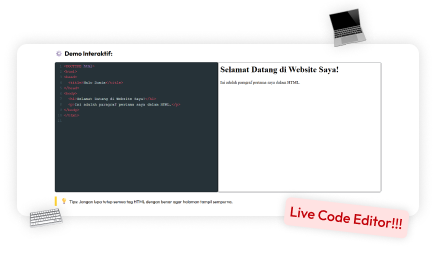 Demo Interaktif:
<!DOCTYPE html>
<html>
<head>
<title>Halo Dunia</title>
</head>
<body>
<h1>Selamat Datang di Website Saya!</h1>
<p>Ini adalah paragraf pertama saya dalam HTML.</p>
</body>
</html>
Selamat Datang di Website Saya!
Ini adalah paragraf pertama saya dalam HTML.
Tips: Jangan lupa tutup semua tag HTML dengan benar agar halaman tampil sempurna.
Live Code Editor!!!